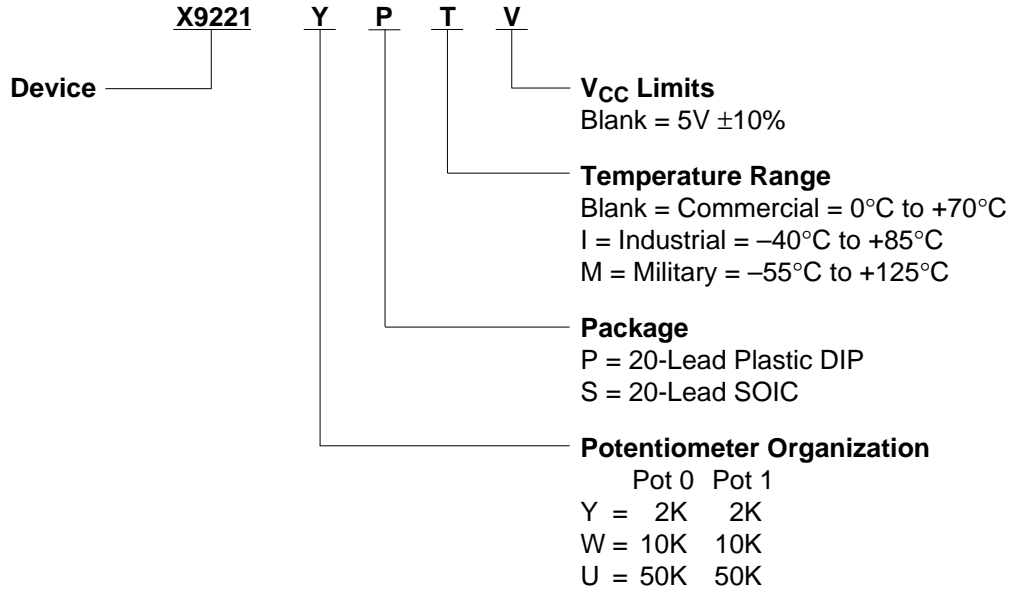 X9221 Y P T V
Device
VCC Limits
Blank = 5V ±10%
Temperature Range
Blank = Commercial = 0°C to +70°C
I = Industrial = –40°C to +85°C
M = Military = –55°C to +125°C
Package
P = 20-Lead Plastic DIP
S = 20-Lead SOIC
Potentiometer Organization
Pot 0 Pot 1
Y = 2K 2K
W = 10K 10K
U = 50K 50K